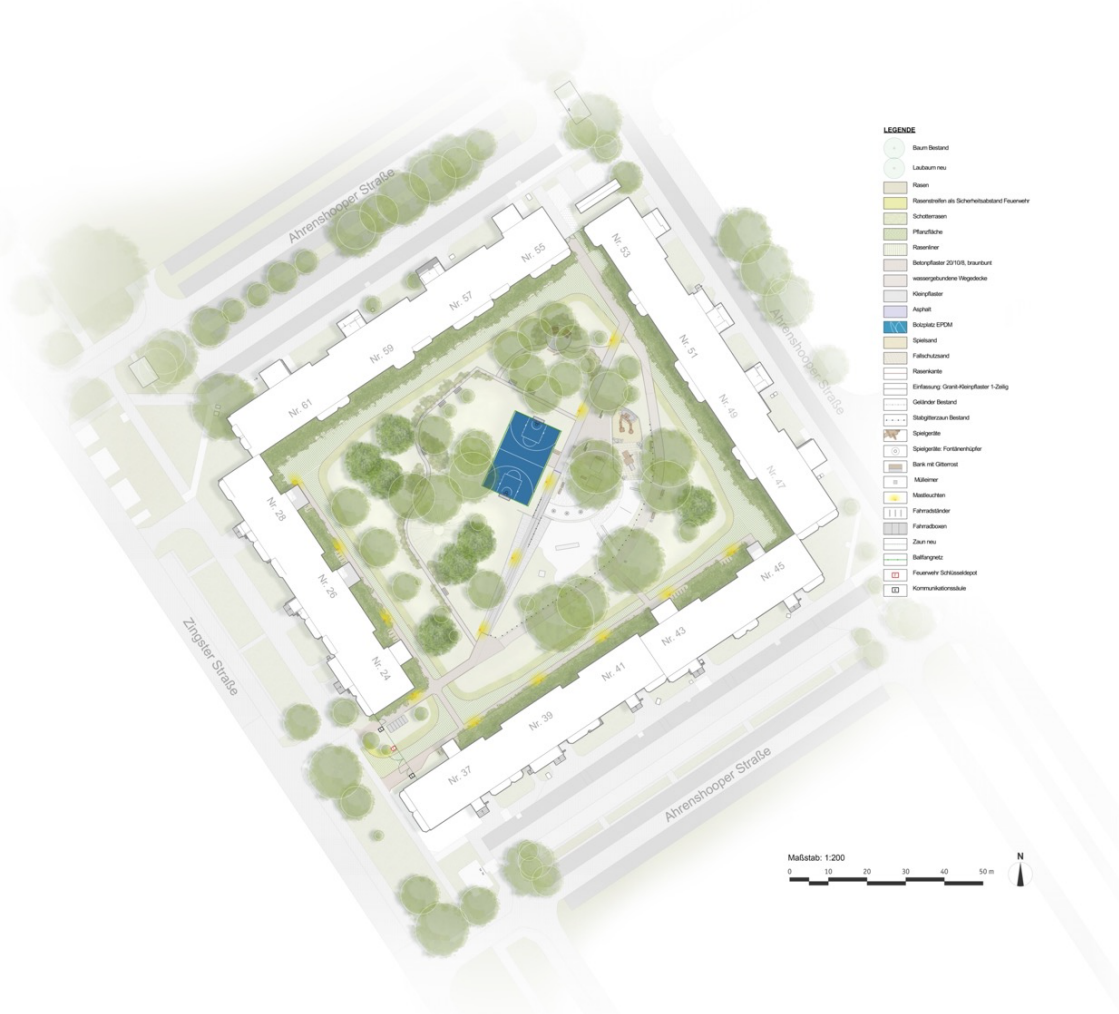 Ahrenshooper Straße
Nr. 55
Nr. 53
Nr. 57
Nr. 59
Nr. 51
Ahrenshooper Straße
Nr. 61
Nr. 49
Nr. 47
Nr. 28
Nr. 26
Nr. 45
Nr. 43
Nr. 24
Nr. 41
Zingster Straße
Nr. 39
Nr. 37
Ahrenshooper Straße
LEGENDE
Baum Bestand
Laubaum neu
Rasen
Rasenstreifen als Sicherheitsabstand Feuerwehr
Schotterrasen
Pflanzfläche
Rasenliner
Betonpflaster 20/10/8, braunbunt
wassergebundene Wegedecke
Kleinpflaster
Asphalt
Bolzplatz EPDM
Spielsand
Fallschutzsand
Rasenkante
Einfassung: Granit-Kleinpflaster 1-Zeilig
Geländer Bestand
Stabgitterzaun Bestand
Spielgeräte
Spielgeräte: Fontänenhüpfer
Bank mit Gitterrost
Mülleimer
Mastleuchten
Fahrradständer
Fahrradboxen
Zaun neu
Ballfangnetz
Feuerwehr Schlüsseldepot
Kommunikationssäule
Maßstab: 1:200
N
0 10 20 30 40 50 m